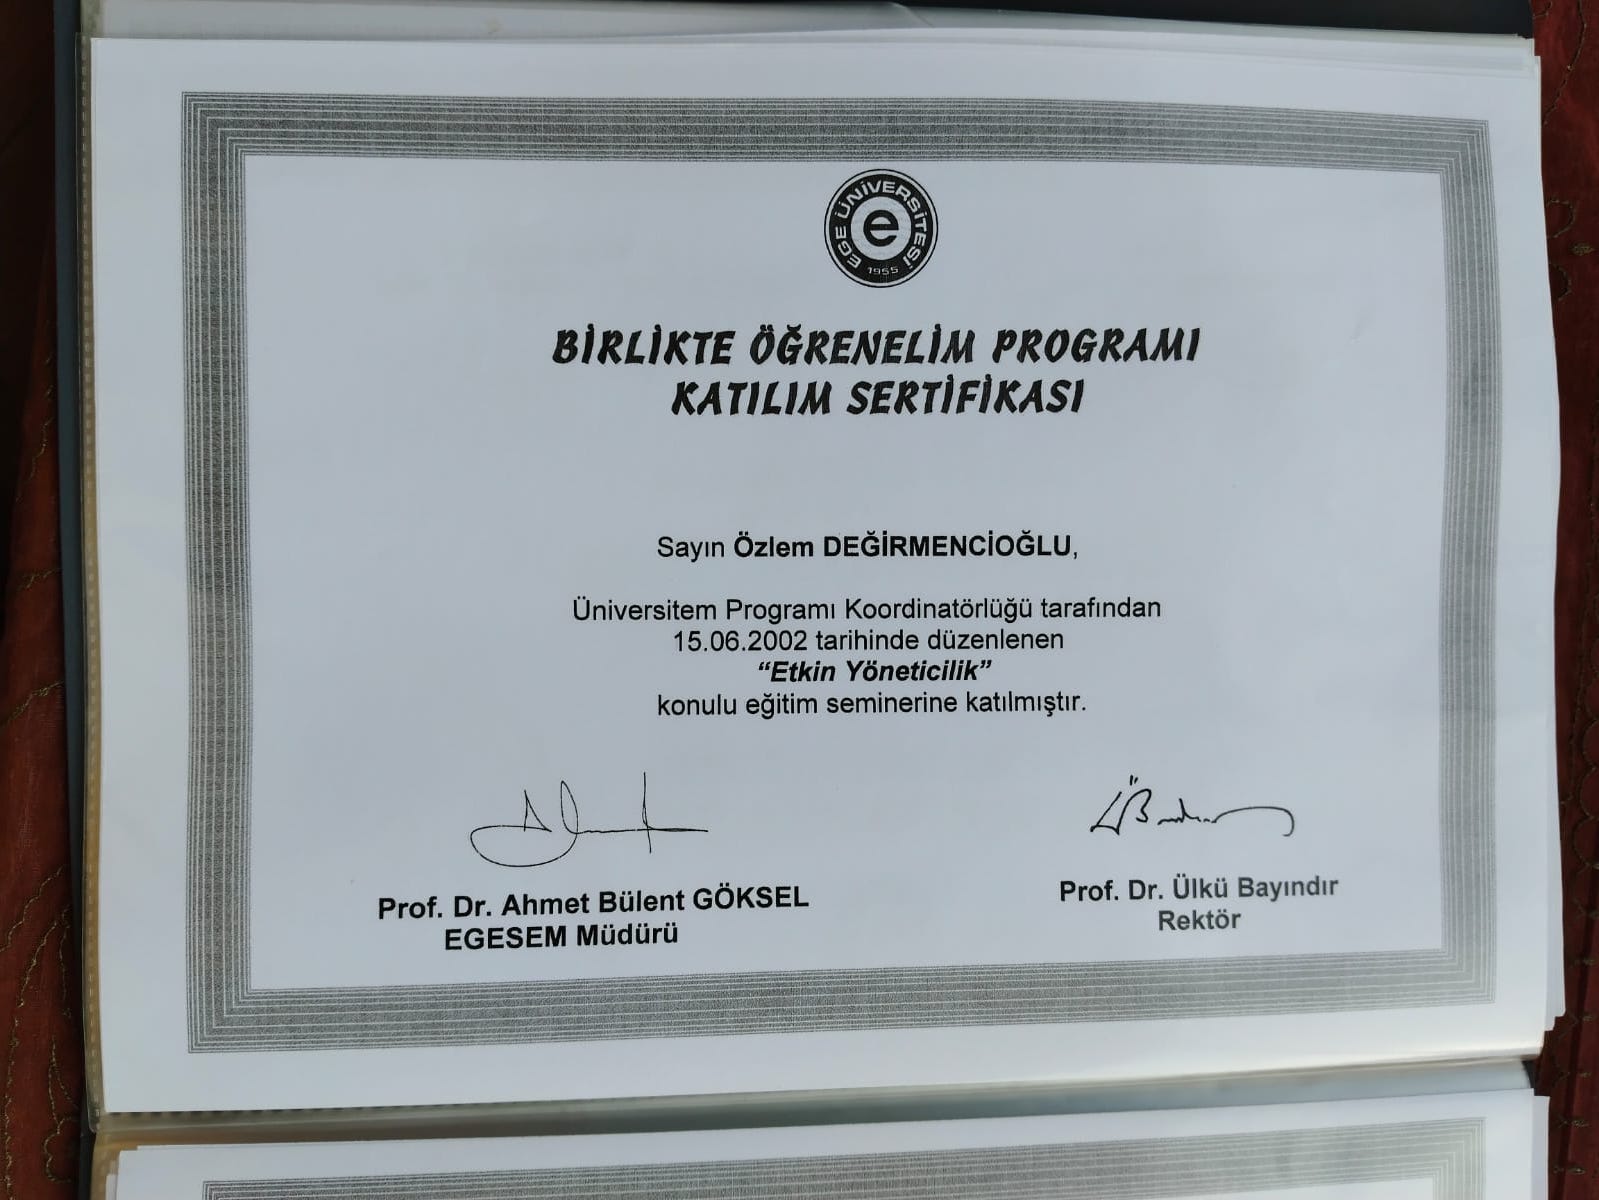 EGE ÜNİVERSİTESİ
e
1955
BİRLİKTE ÖĞRENELİM PROGRAMI
KATILIM SERTİFİKASI
Sayın Özlem DEĞİRMENCİOĞLU,
Üniversitem Programı Koordinatörlüğü tarafından
15.06.2002 tarihinde düzenlenen
“Etkin Yöneticilik”
konulu eğitim seminerine katılmıştır.
Prof. Dr. Ahmet Bülent GÖKSEL
EGESEM Müdürü
Prof. Dr. Ülkü Bayındır
Rektör